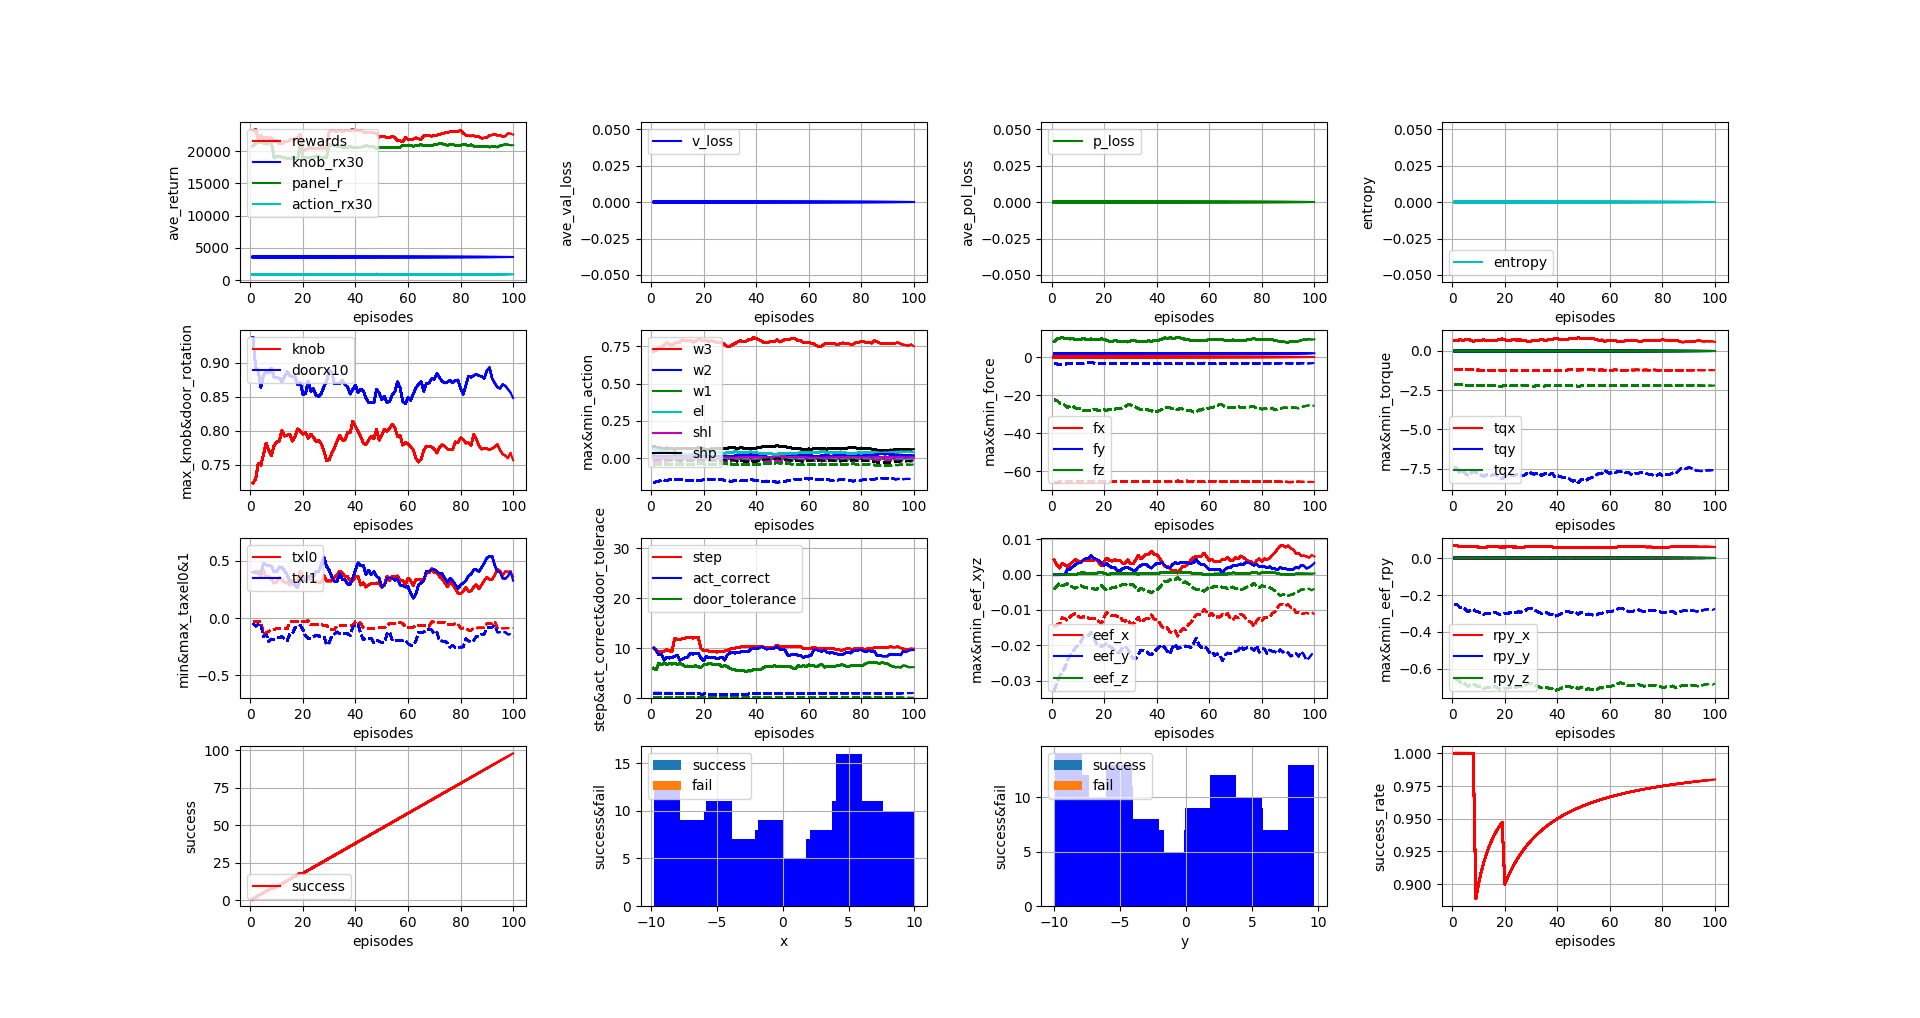 ave_return
20000
15000
10000
5000
0
rewards
knob_rx30
panel_r
action_rx30
0 20 40 60 80 100
episodes
ave_val_loss
0.050
0.025
0.000
−0.025
−0.050
v_loss
0 20 40 60 80 100
episodes
ave_pol_loss
0.050
0.025
0.000
−0.025
−0.050
p_loss
0 20 40 60 80 100
episodes
entropy
0.050
0.025
0.000
−0.025
−0.050
entropy
0 20 40 60 80 100
episodes
max_knob&door_rotation
0.90
0.85
0.80
0.75
knob
doorx10
0 20 40 60 80 100
episodes
max&min_action
0.75
0.50
0.25
0.00
w3
w2
w1
el
shl
shp
0 20 40 60 80 100
episodes
max&min_force
0
−20
−40
−60
fx
fy
fz
0 20 40 60 80 100
episodes
max&min_torque
0.0
−2.5
−5.0
−7.5
tqx
tqy
tqz
0 20 40 60 80 100
episodes
min&max_taxel0&1
0.5
0.0
−0.5
txl0
txl1
0 20 40 60 80 100
episodes
step&act_correct&door_tolerace
30
20
10
0
step
act_correct
door_tolerance
0 20 40 60 80 100
episodes
max&min_eef_xyz
0.01
0.00
−0.01
−0.02
−0.03
eef_x
eef_y
eef_z
0 20 40 60 80 100
episodes
max&min_eef_rpy
0.0
−0.2
−0.4
−0.6
rpy_x
rpy_y
rpy_z
0 20 40 60 80 100
episodes
success
100
75
50
25
0
success
0 20 40 60 80 100
episodes
success&fail
15
10
5
0
success
fail
−10 −5 0 5 10
x
success&fail
10
5
0
success
fail
−10 −5 0 5 10
y
success_rate
1.000
0.975
0.950
0.925
0.900
0 20 40 60 80 100
episodes